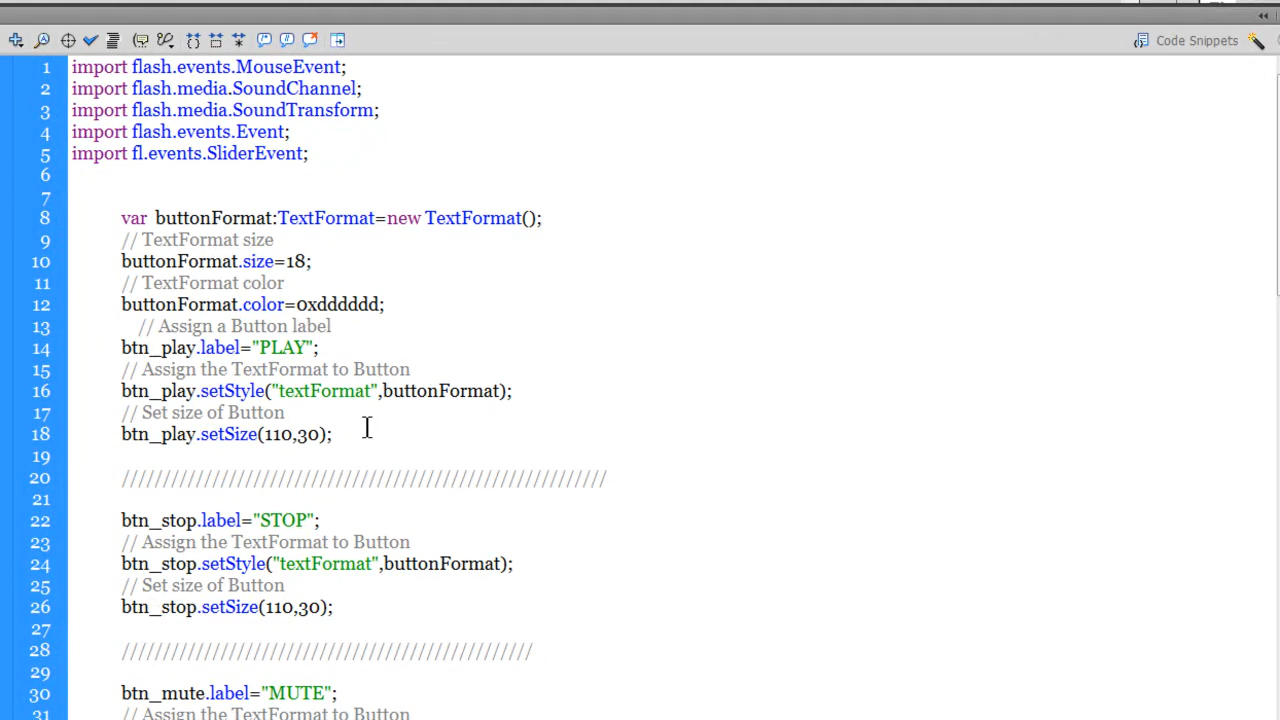 Code Snippets
1 import flash.events.MouseEvent;
2 import flash.media.SoundChannel;
3 import flash.media.SoundTransform;
4 import flash.events.Event;
5 import fl.events.SliderEvent;
6
7
8 var buttonFormat:TextFormat=new TextFormat();
9 // TextFormat size
10 buttonFormat.size=18;
11 // TextFormat color
12 buttonFormat.color=0xdddddd;
13 // Assign a Button label
14 btn_play.label="PLAY";
15 // Assign the TextFormat to Button
16 btn_play.setStyle("textFormat",buttonFormat);
17 // Set size of Button
18 btn_play.setSize(110,30);
19
20 ///////////////////////////////////////////////////////////
21
22 btn_stop.label="STOP";
23 // Assign the TextFormat to Button
24 btn_stop.setStyle("textFormat",buttonFormat);
25 // Set size of Button
26 btn_stop.setSize(110,30);
27
28 //////////////////////////////////////////////////
29
30 btn_mute.label="MUTE";
31 // Assign the TextFormat to Button